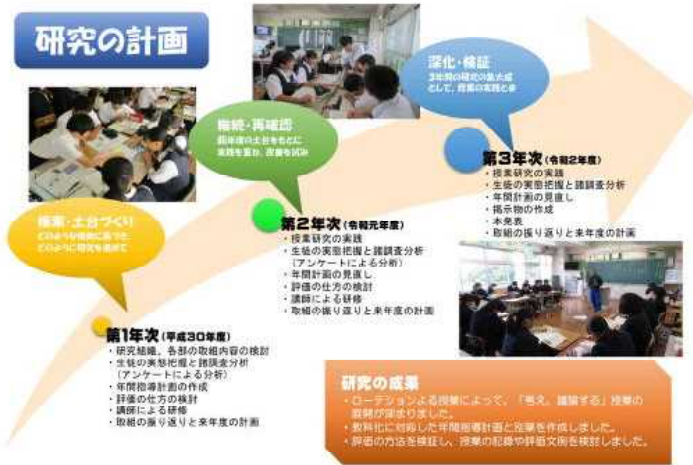 研究の計画
深化・検証
3年間の研究の集大成
として、授業の実践と
継続・再確認
前年度の土台をもとに
実践を重ね、改善を試み
授業・土台づくり
どのように研究を進めて
第1年次(平成30年度)
・研究組織、各部の取組内容の検討
・生徒の実態把握と諸調査分析
(アンケートによる分析)
・年間指導計画の作成
・評価の仕方の検討
・講師による研修
・取組の振り返りと来年度の計画
第2年次(令和元年度)
・授業研究の実践
・生徒の実態把握と諸調査分析
(アンケートによる分析)
・年間計画の見直し
・評価の仕方の検討
・講師による研修
・取組の振り返りと来年度の計画
第3年次(令和2年度)
・授業研究の実践
・生徒の実態把握と諸調査分析
・年間計画の見直し
・掲示物の作成
・本発表
・取組の振り返りと来年度の計画
研究の成果
・ローテションよる授業によって、「考え、議論する」授業の
展開が深まりました。
・教科化に対応した年間指導計画と別葉を作成しました。
・評価の方法を検証し、授業の記録や評価文例を検討しました。